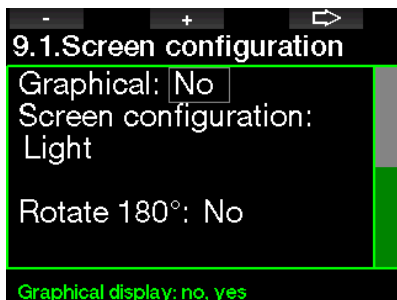 - +
9.1.Screen configuration
Graphical: No
Screen configuration:
Light
Rotate 180°: No
Graphical display: no, yes